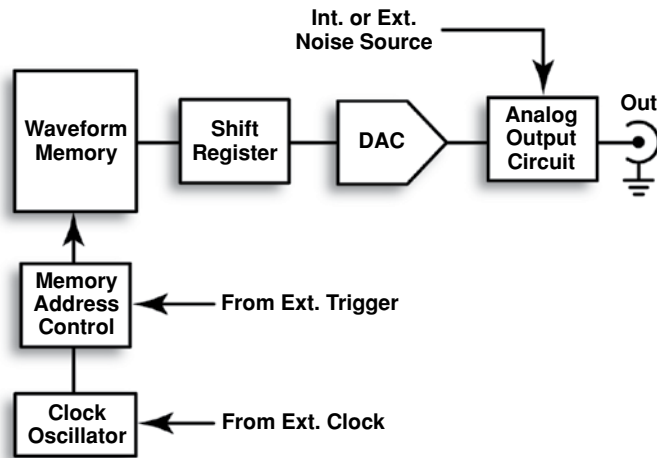 Int. or Ext.
Noise Source
Waveform
Memory
Shift
Register
DAC
Analog
Output
Circuit
Out
Memory
Address
Control
From Ext. Trigger
Clock
Oscillator
From Ext. Clock